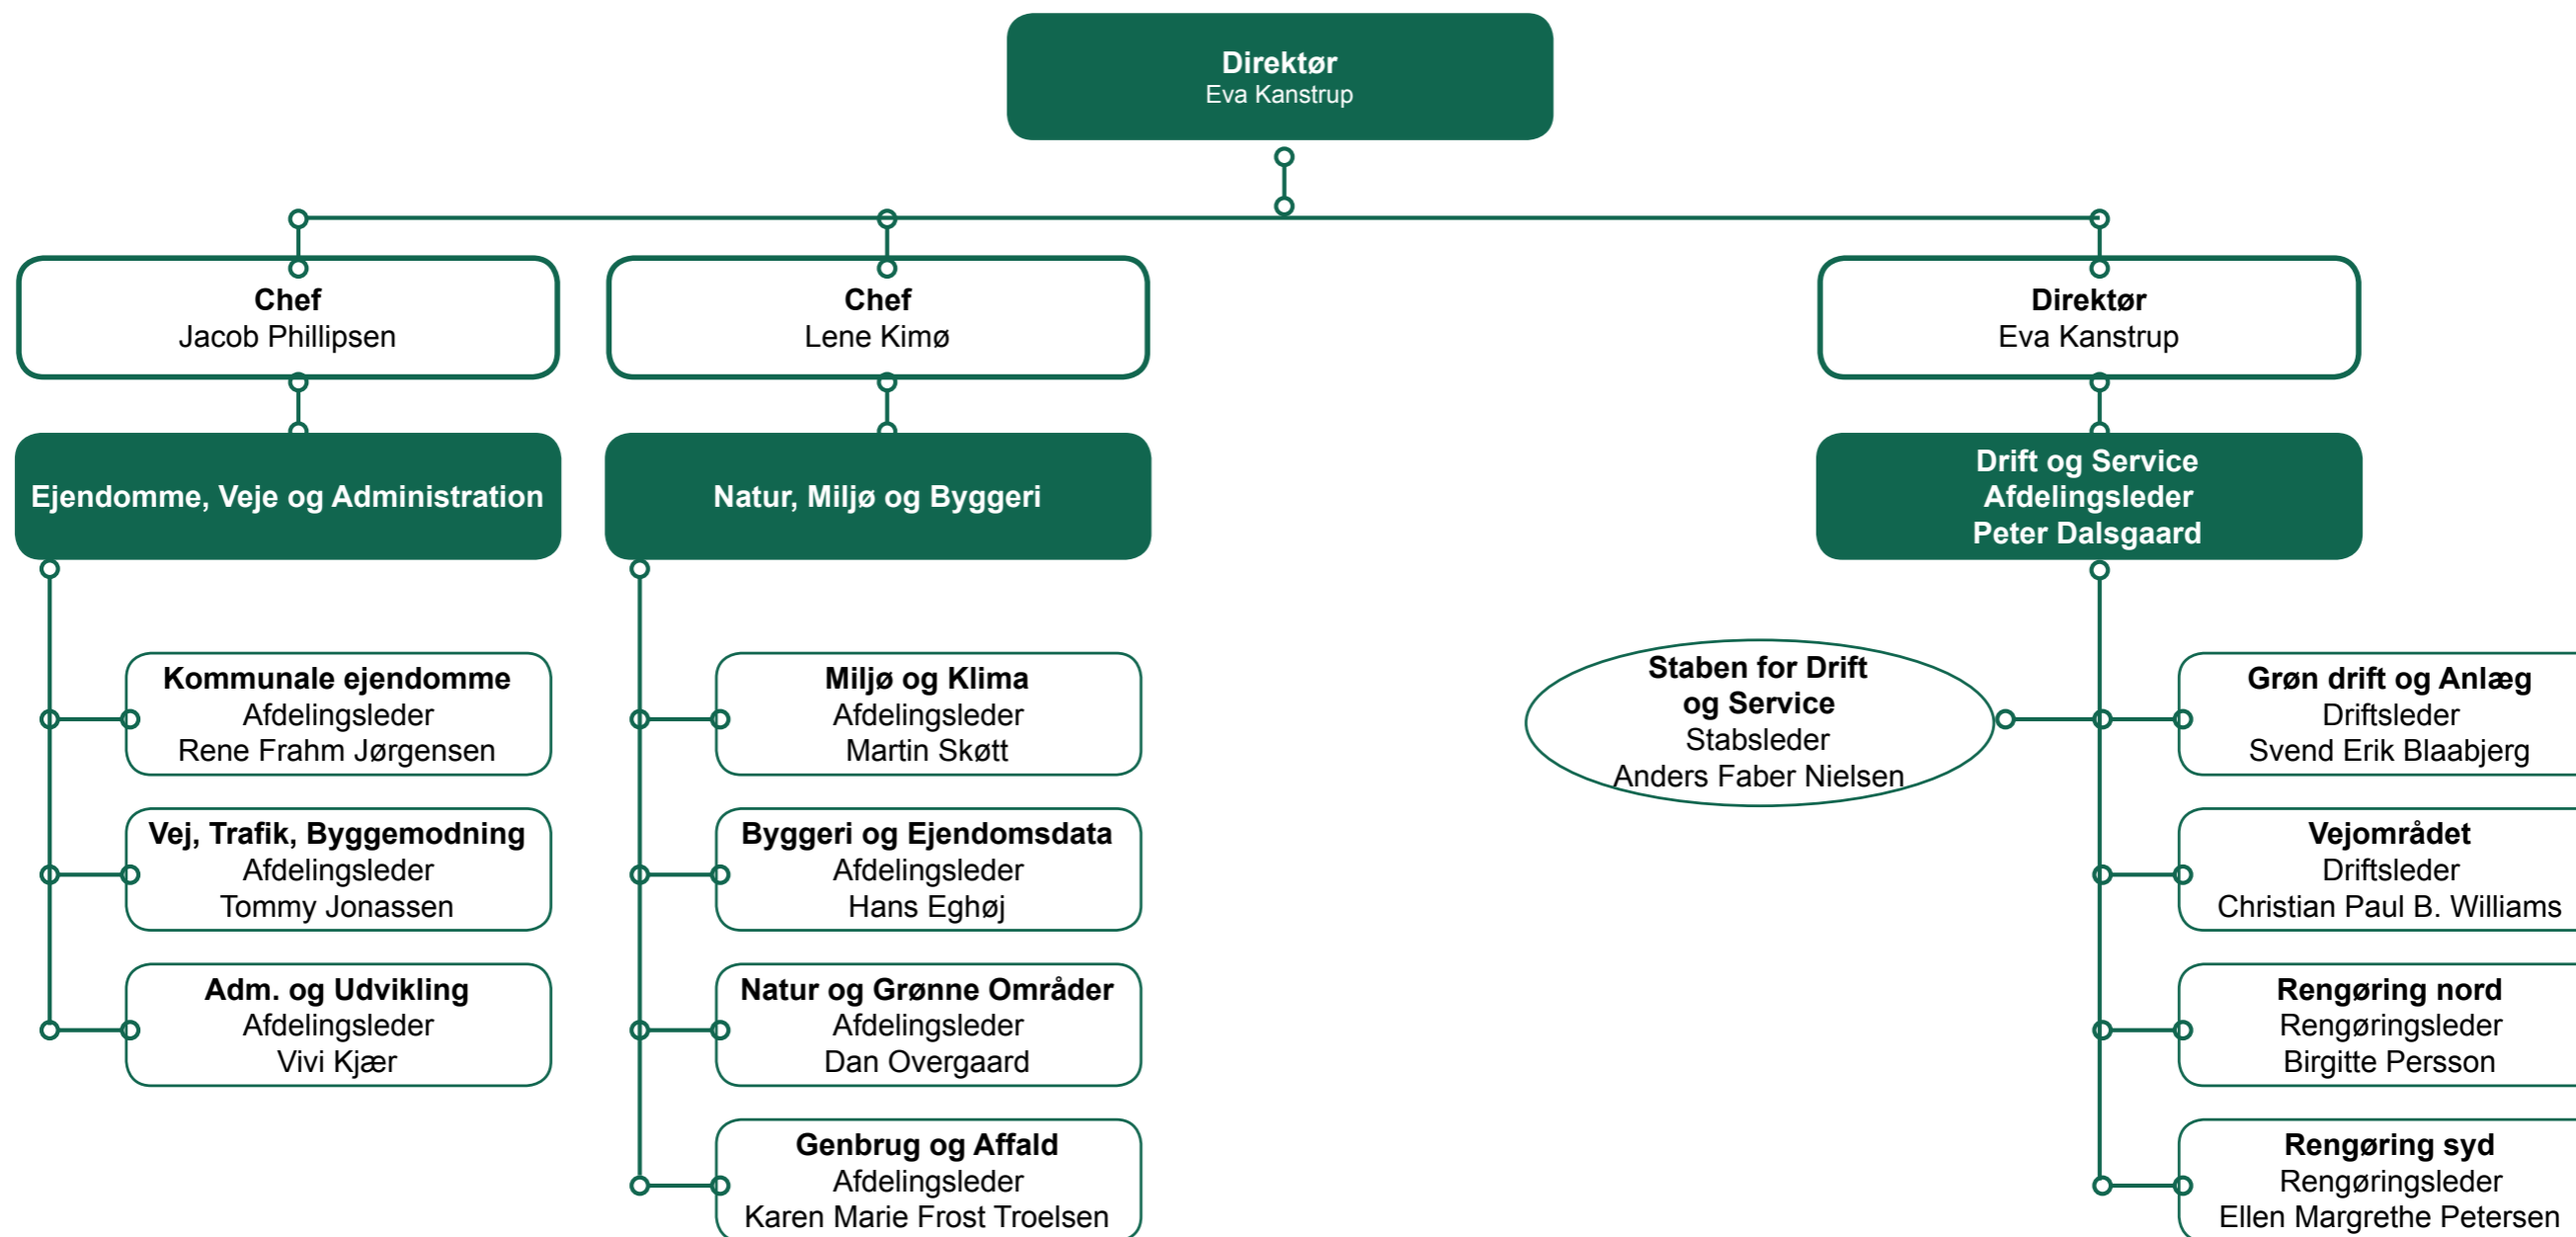 Direktør
Eva Kanstrup
Chef
Jacob Phillipsen
Chef
Lene Kimø
Direktør
Eva Kanstrup
Ejendomme, Veje og Administration
Natur, Miljø og Byggeri
Drift og Service
Afdelingsleder
Peter Dalsgaard
Kommunale ejendomme
Afdelingsleder
Rene Frahm Jørgensen
Vej, Trafik, Byggemodning
Afdelingsleder
Tommy Jonassen
Adm. og Udvikling
Afdelingsleder
Vivi Kjær
Miljø og Klima
Afdelingsleder
Martin Skøtt
Byggeri og Ejendomsdata
Afdelingsleder
Hans Eghøj
Natur og Grønne Områder
Afdelingsleder
Dan Overgaard
Genbrug og Affald
Afdelingsleder
Karen Marie Frost Troelsen
Staben for Drift
og Service
Stabsleder
Anders Faber Nielsen
Grøn drift og Anlæg
Driftsleder
Svend Erik Blaabjerg
Vejområdet
Driftsleder
Christian Paul B. Williams
Rengøring nord
Rengøringsleder
Birgitte Persson
Rengøring syd
Rengøringsleder
Ellen Margrethe Petersen